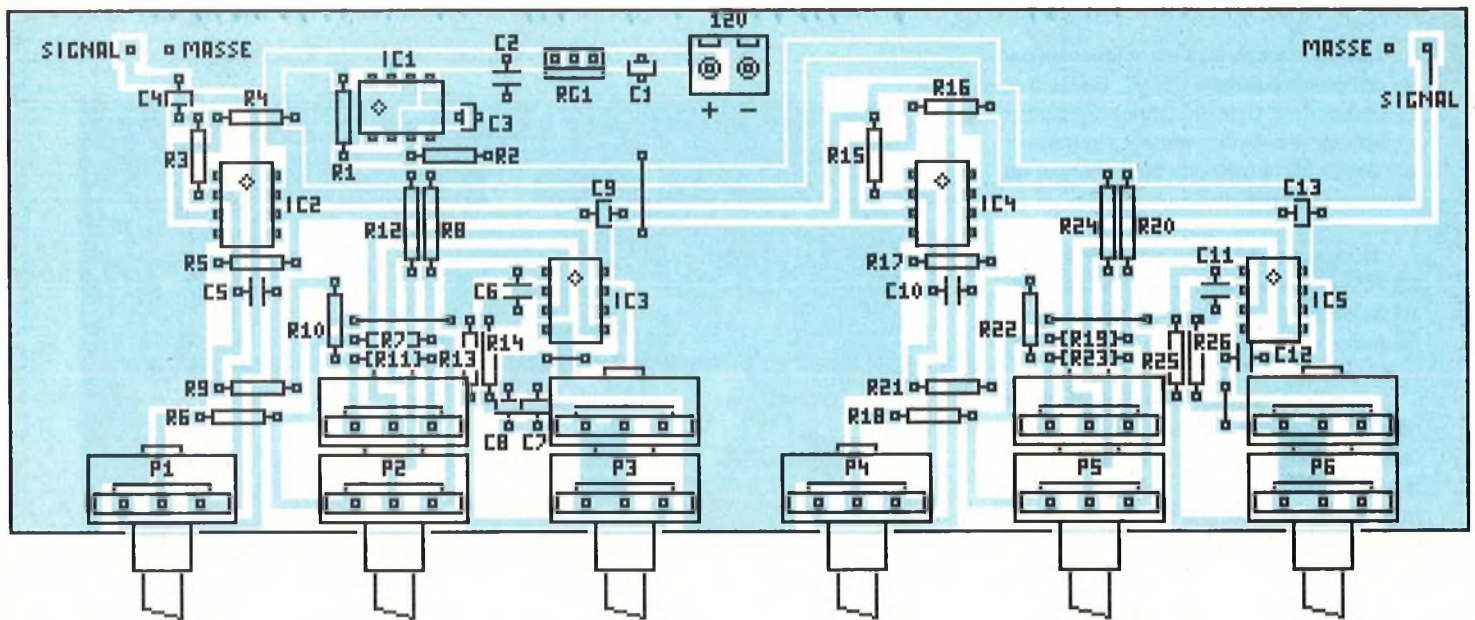 12V
SIGNAL MASSE
IC1
C2
MASSE
C4
R4
RG1
C1
R16
SIGNAL
+ -
C3
R3
R1
R2
R15
C9
C13
IC2
IC4
R12
R8
R24
R20
R5
R17
C11
C5
C6
C10
IC3
IC5
R10
R7
R14
R22
R19
R26
R11
R13
R23
R25
C12
R9
R21
R6
R18
C8
C7
P1
P2
P3
P4
P5
P6